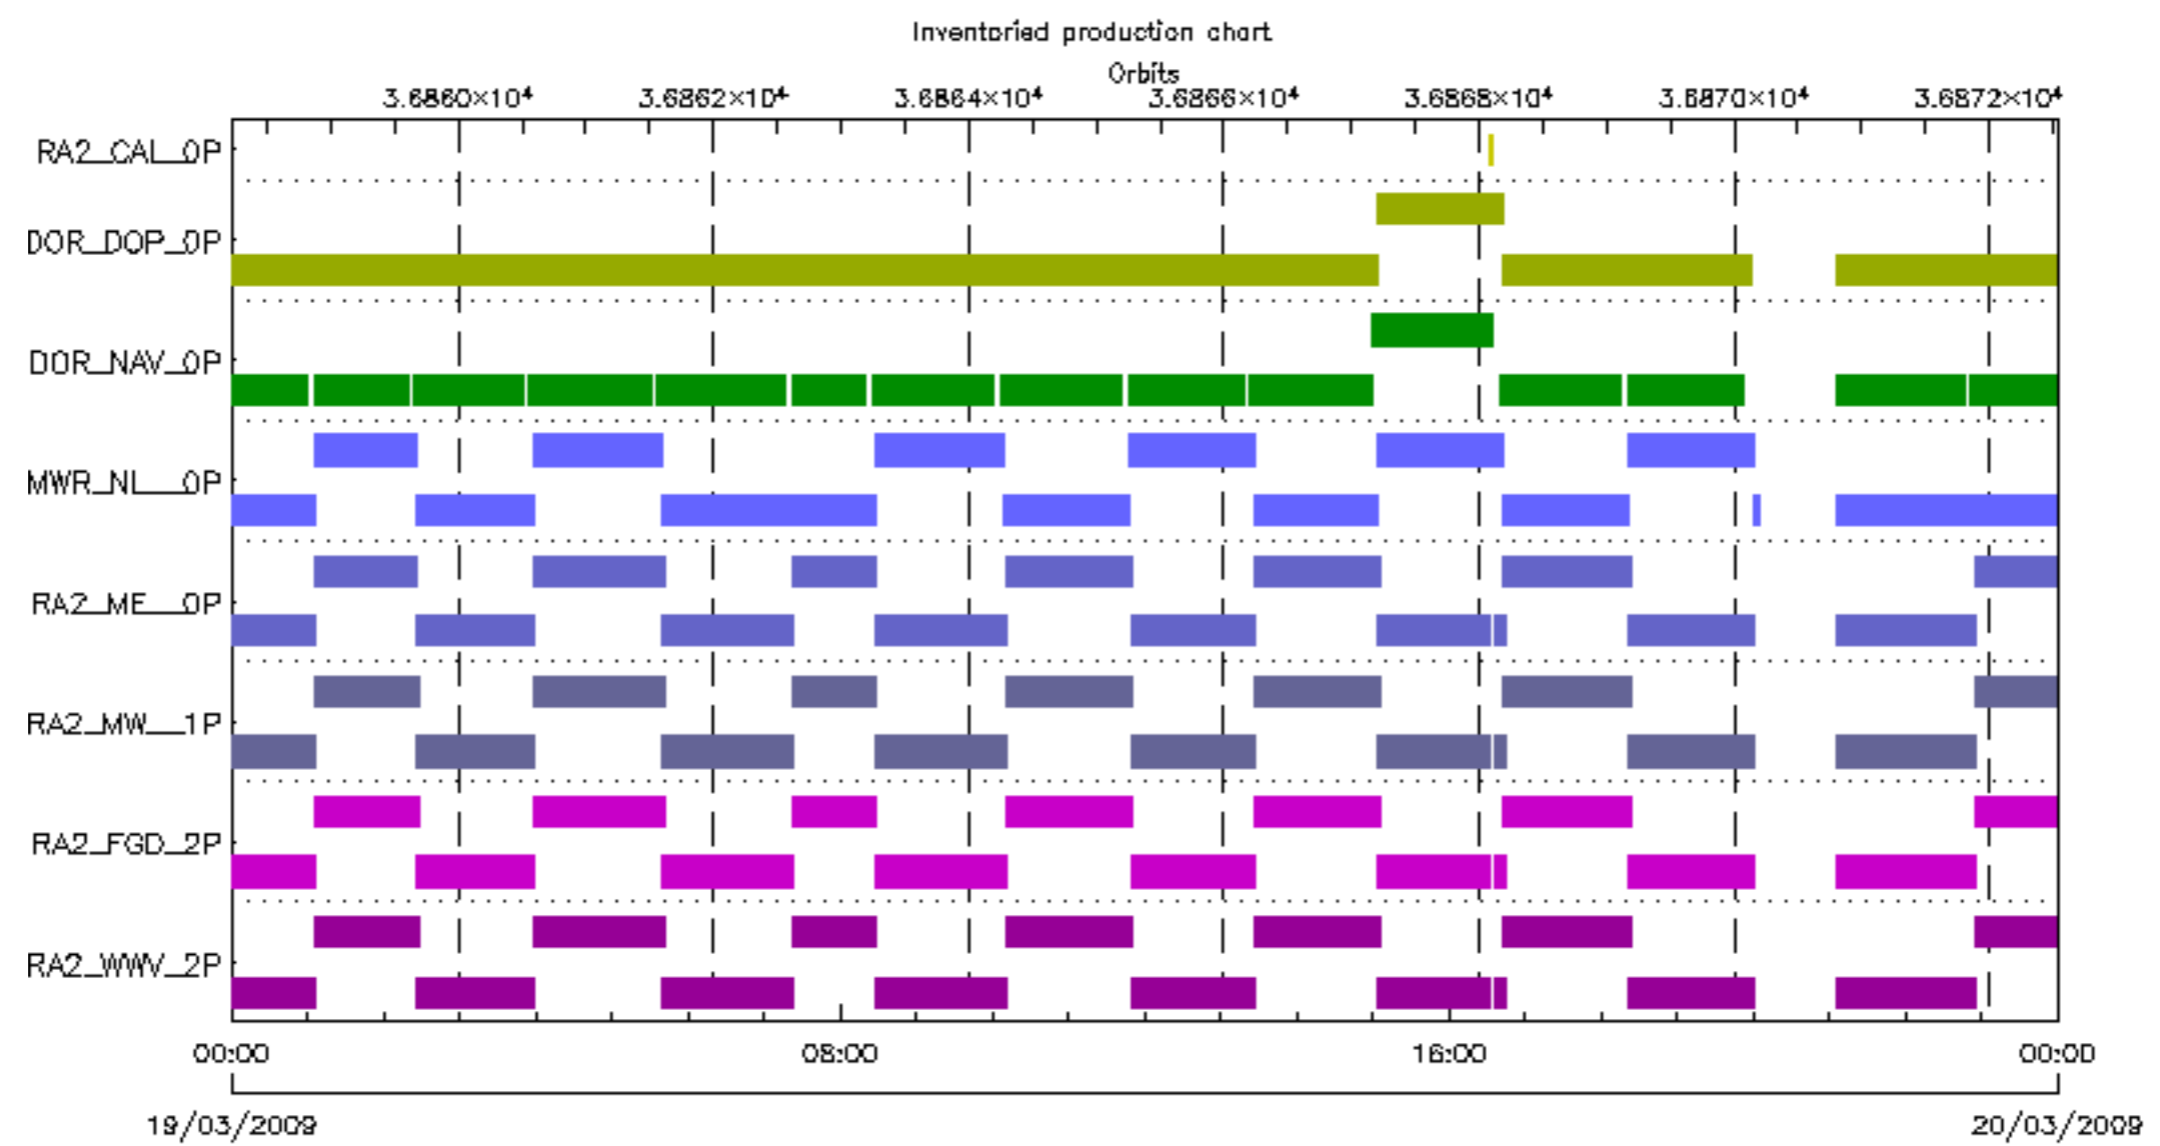 Inventoried production chart
Orbits
3.6860×10⁴ 3.6862×10⁴ 3.6864×10⁴ 3.6866×10⁴ 3.6868×10⁴ 3.6870×10⁴ 3.6872×10⁴
RA2_CAL_0P
DOR_DOP_0P
DOR_NAV_0P
MWR_NL__0P
RA2_ME__0P
RA2_MW__1P
RA2_FGD_2P
RA2_WWV_2P
00:00 08:00 16:00 00:00
19/03/2009 20/03/2009